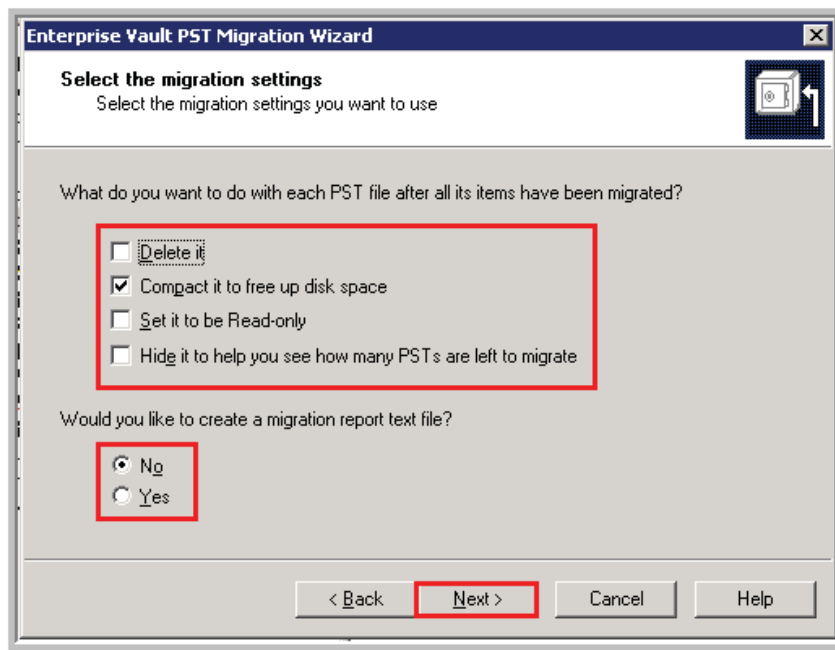 Enterprise Vault PST Migration Wizard
Select the migration settings
Select the migration settings you want to use
What do you want to do with each PST file after all its items have been migrated?
Delete it
Compact it to free up disk space
Set it to be Read-only
Hide it to help you see how many PSTs are left to migrate
Would you like to create a migration report text file?
No
Yes
< Back Next > Cancel Help